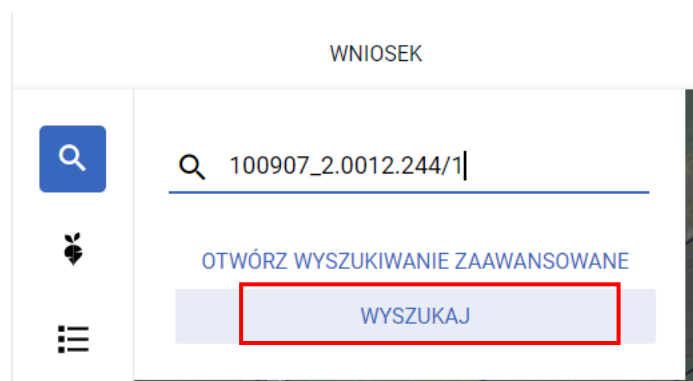 WNIOSEK
100907_2.0012.244/1
OTWÓRZ WYSZUKIWANIE ZAAWANSOWANE
WYSZUKAJ